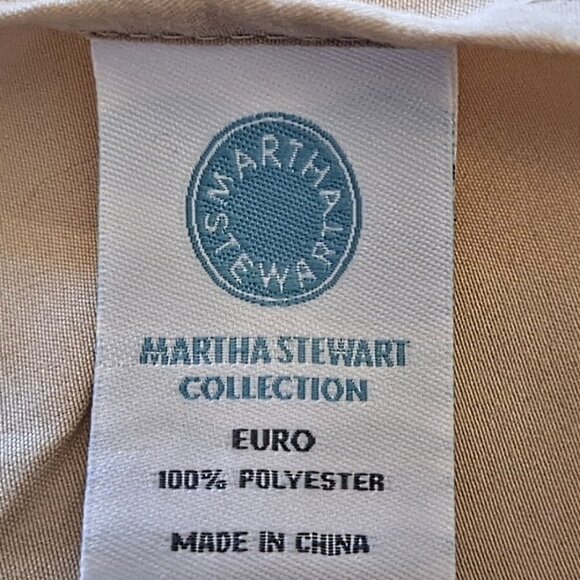 MARTHA
STEWART
MARTHA STEWART
COLLECTION
EURO
100% POLYESTER
MADE IN CHINA